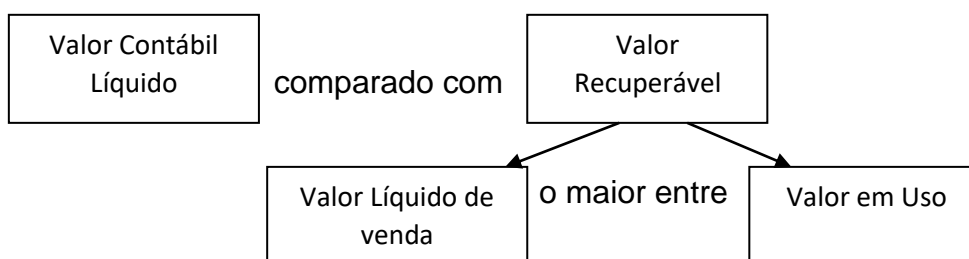 Valor Contábil
Líquido
comparado com
Valor
Recuperável
Valor Líquido de
venda
o maior entre
Valor em Uso